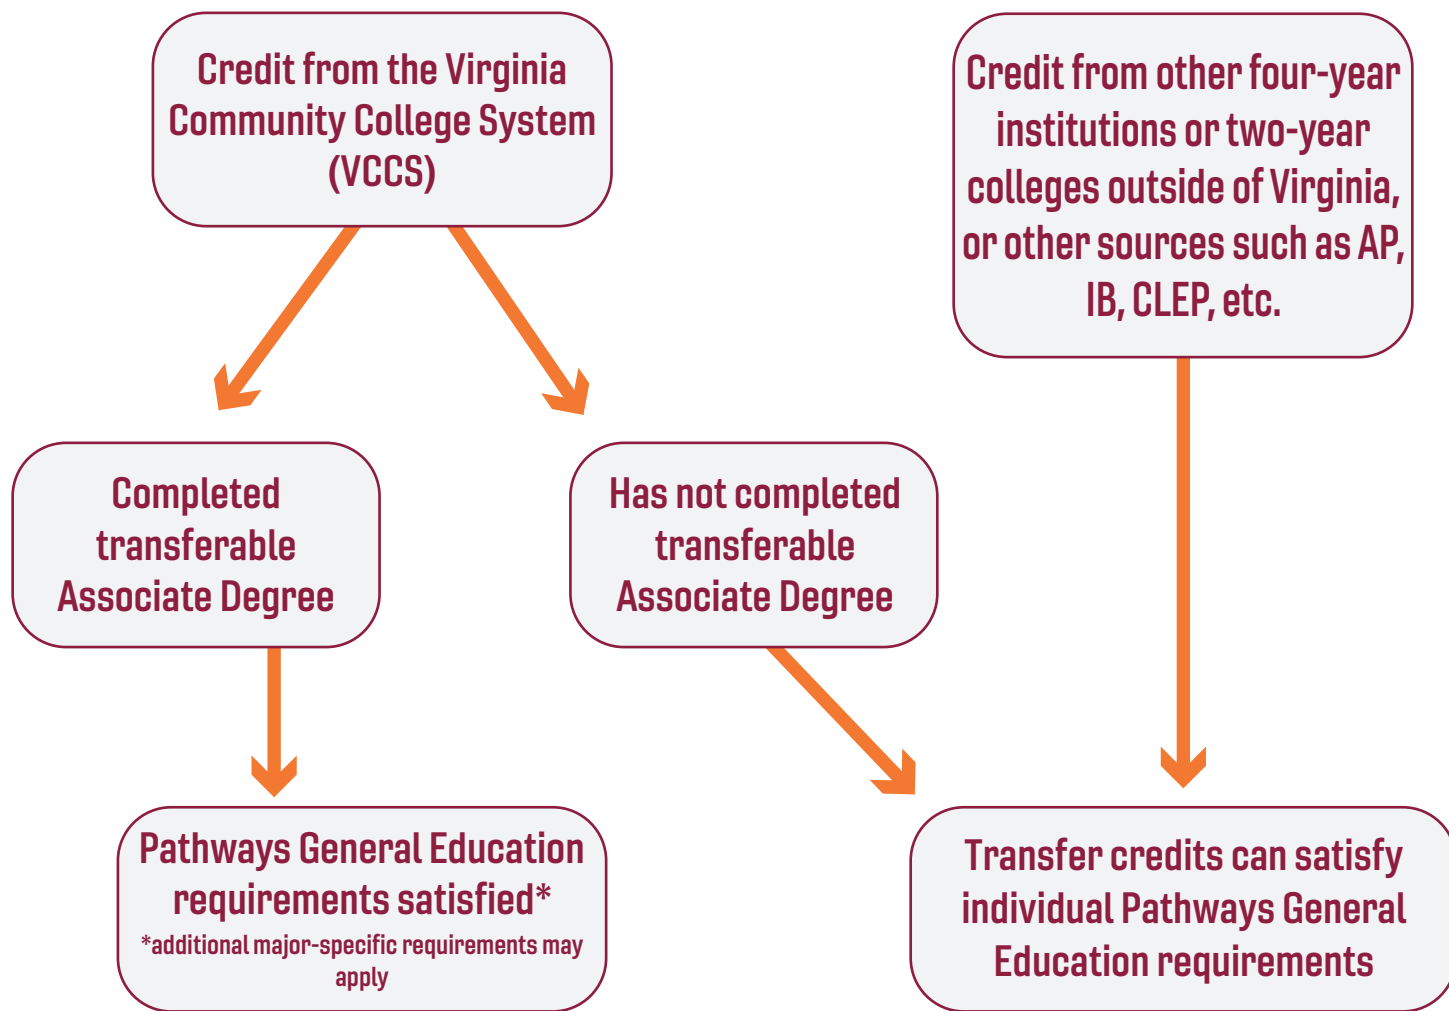 Credit from the Virginia
Community College System
(VCCS)
Credit from other four-year
institutions or two-year
colleges outside of Virginia,
or other sources such as AP,
IB, CLEP, etc.
Completed
transferable
Associate Degree
Has not completed
transferable
Associate Degree
Pathways General Education
requirements satisfied*
*additional major-specific requirements may
apply
Transfer credits can satisfy
individual Pathways General
Education requirements